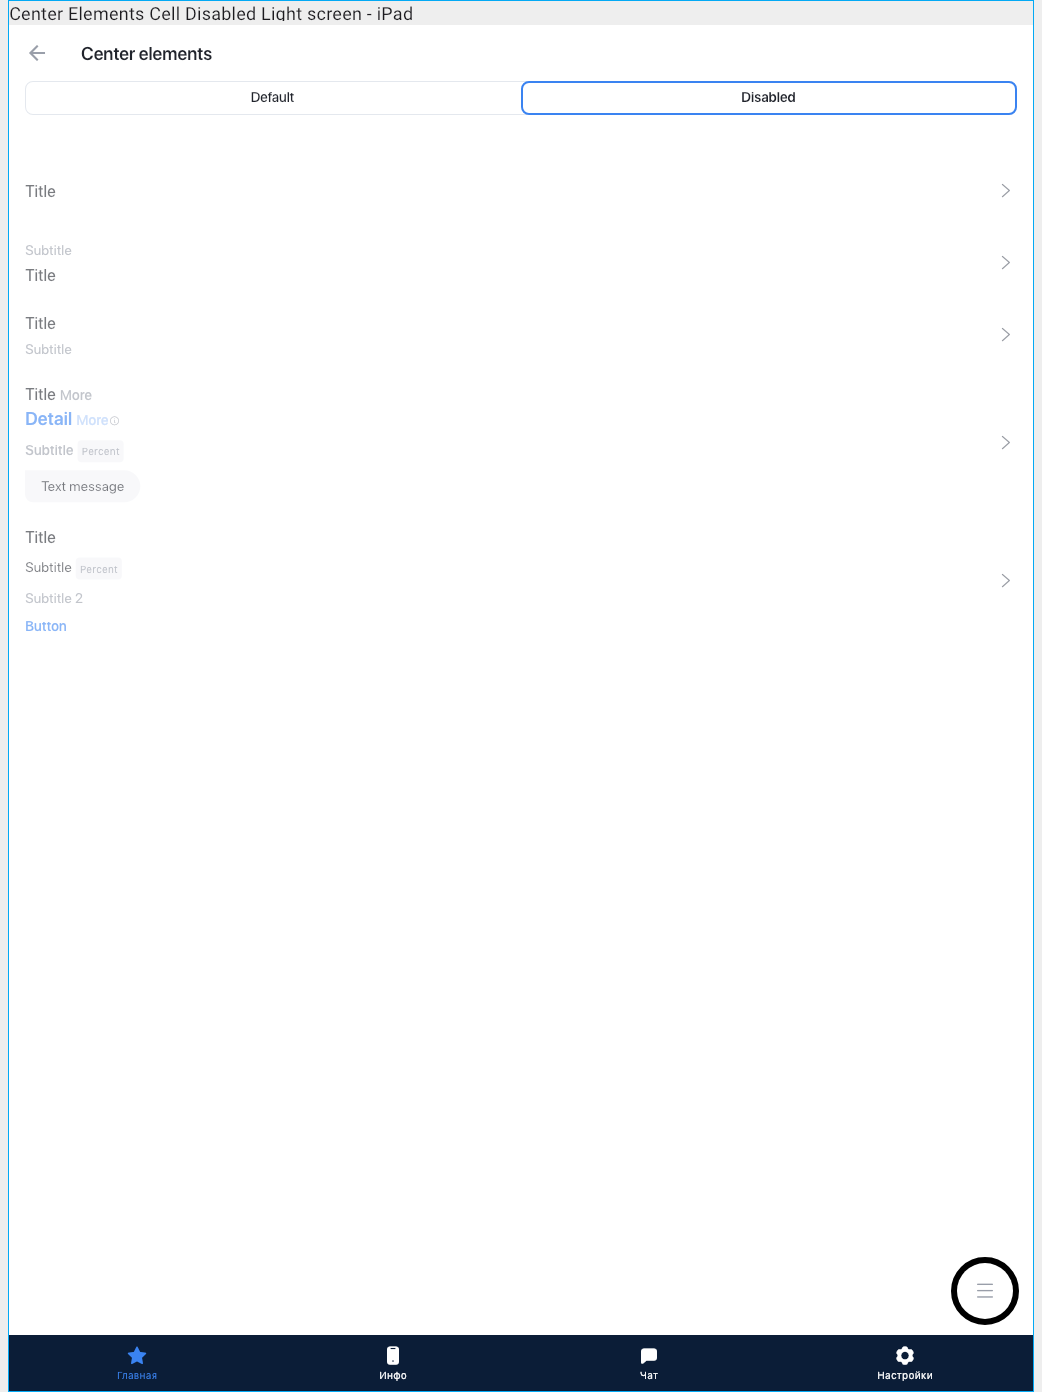 Center Elements Cell Disabled Light screen - iPad
Center elements
Default Disabled
Title
Subtitle
Title
Title
Subtitle
Title More
Detail More
Subtitle Percent
Text message
Title
Subtitle Percent
Subtitle 2
Button
Главная Инфо Чат Настройки